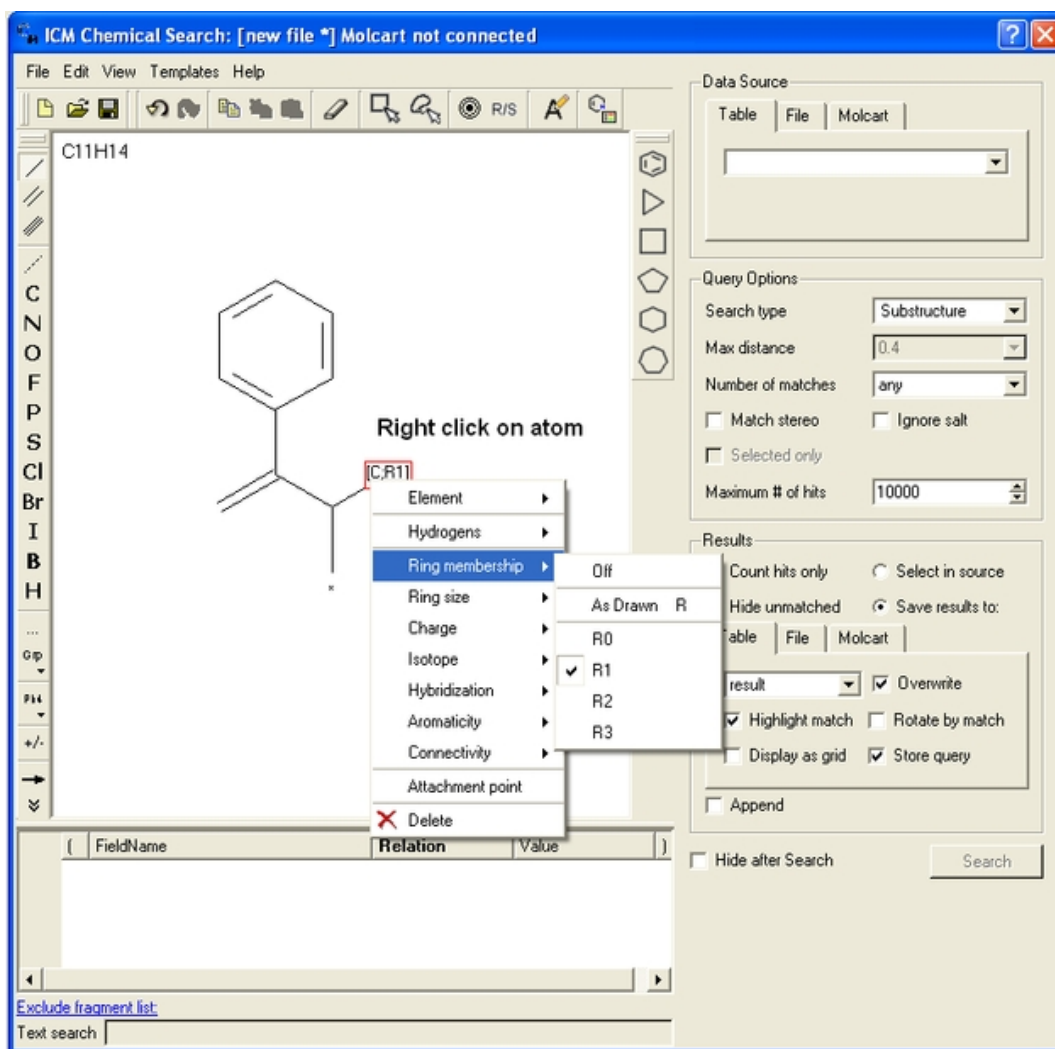 ICM Chemical Search: [new file *] Molcart not connected
File Edit View Templates Help
R/S
C11H14
C
N
O
F
P
S
Cl
Br
I
B
H
...
Grp
+/-
Right click on atom
[C;R1]
*
Element
Hydrogens
Ring membership
Ring size
Charge
Isotope
Hybridization
Aromaticity
Connectivity
Attachment point
Delete
Off
As Drawn R
R0
R1
R2
R3
( FieldName Relation Value )
Exclude fragment list:
Text search
Data Source
Table File Molcart
Query Options
Search type Substructure
Max distance 0.4
Number of matches any
Match stereo Ignore salt
Selected only
Maximum # of hits 10000
Results
Count hits only Select in source
Hide unmatched Save results to:
able File Molcart
result Overwrite
Highlight match Rotate by match
Display as grid Store query
Append
Hide after Search Search